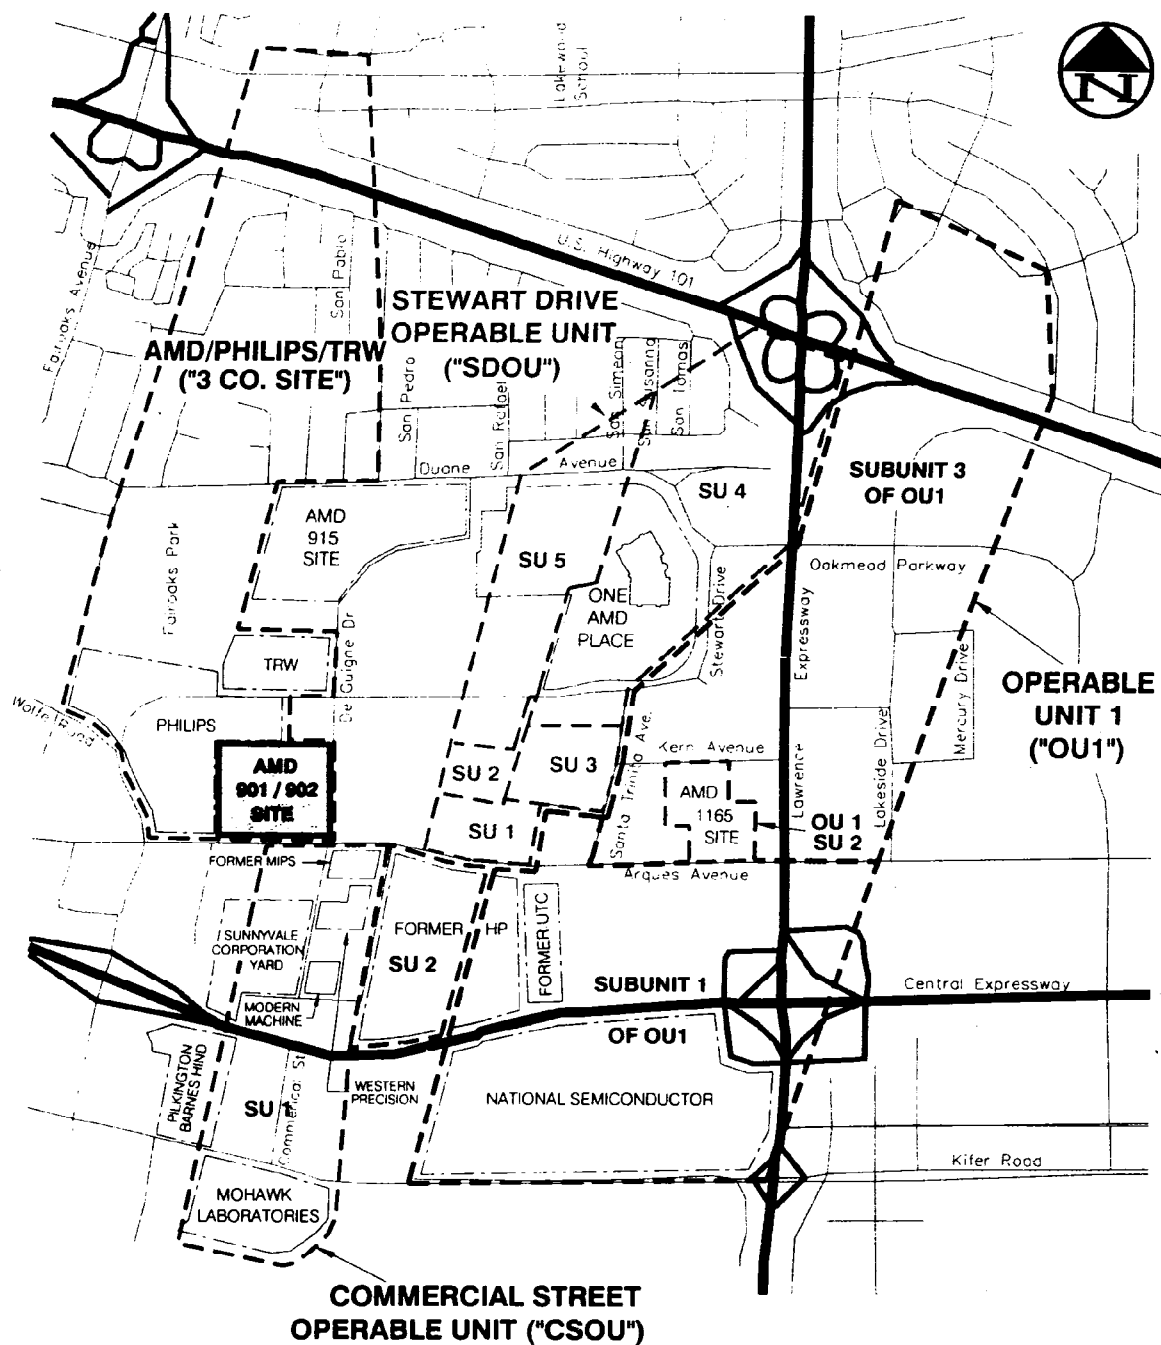 Lakewood
School
N
U.S. Highway 101
Fairoaks Avenue
San Pablo
STEWART DRIVE
OPERABLE UNIT
("SDOU")
AMD/PHILIPS/TRW
("3 CO. SITE")
San Pedro
San Rafael
San Simeon
San Susanna
San Tomas
Duane Avenue
SU 4
SUBUNIT 3
OF OU1
AMD
915
SITE
Fairoaks Park
SU 5
ONE
AMD
PLACE
Oakmead Parkway
Stewart Drive
Lawrence Expressway
De Guigne Dr
TRW
OPERABLE
UNIT 1
("OU1")
Mercury Drive
Lakeside Drive
Wolfe Road
PHILIPS
AMD
901 / 902
SITE
SU 2
SU 3
Santa Trinita Ave.
Kern Avenue
AMD
1165
SITE
SU 1
OU 1
SU 2
Arques Avenue
FORMER MIPS
SUNNYVALE
CORPORATION
YARD
FORMER HP
SU 2
FORMER UTC
MODERN
MACHINE
SUBUNIT 1
OF OU1
Central Expressway
PILKINGTON
BARNES HIND
SU 1
Commerical St
WESTERN
PRECISION
NATIONAL SEMICONDUCTOR
Kifer Road
MOHAWK
LABORATORIES
COMMERCIAL STREET
OPERABLE UNIT ("CSOU")